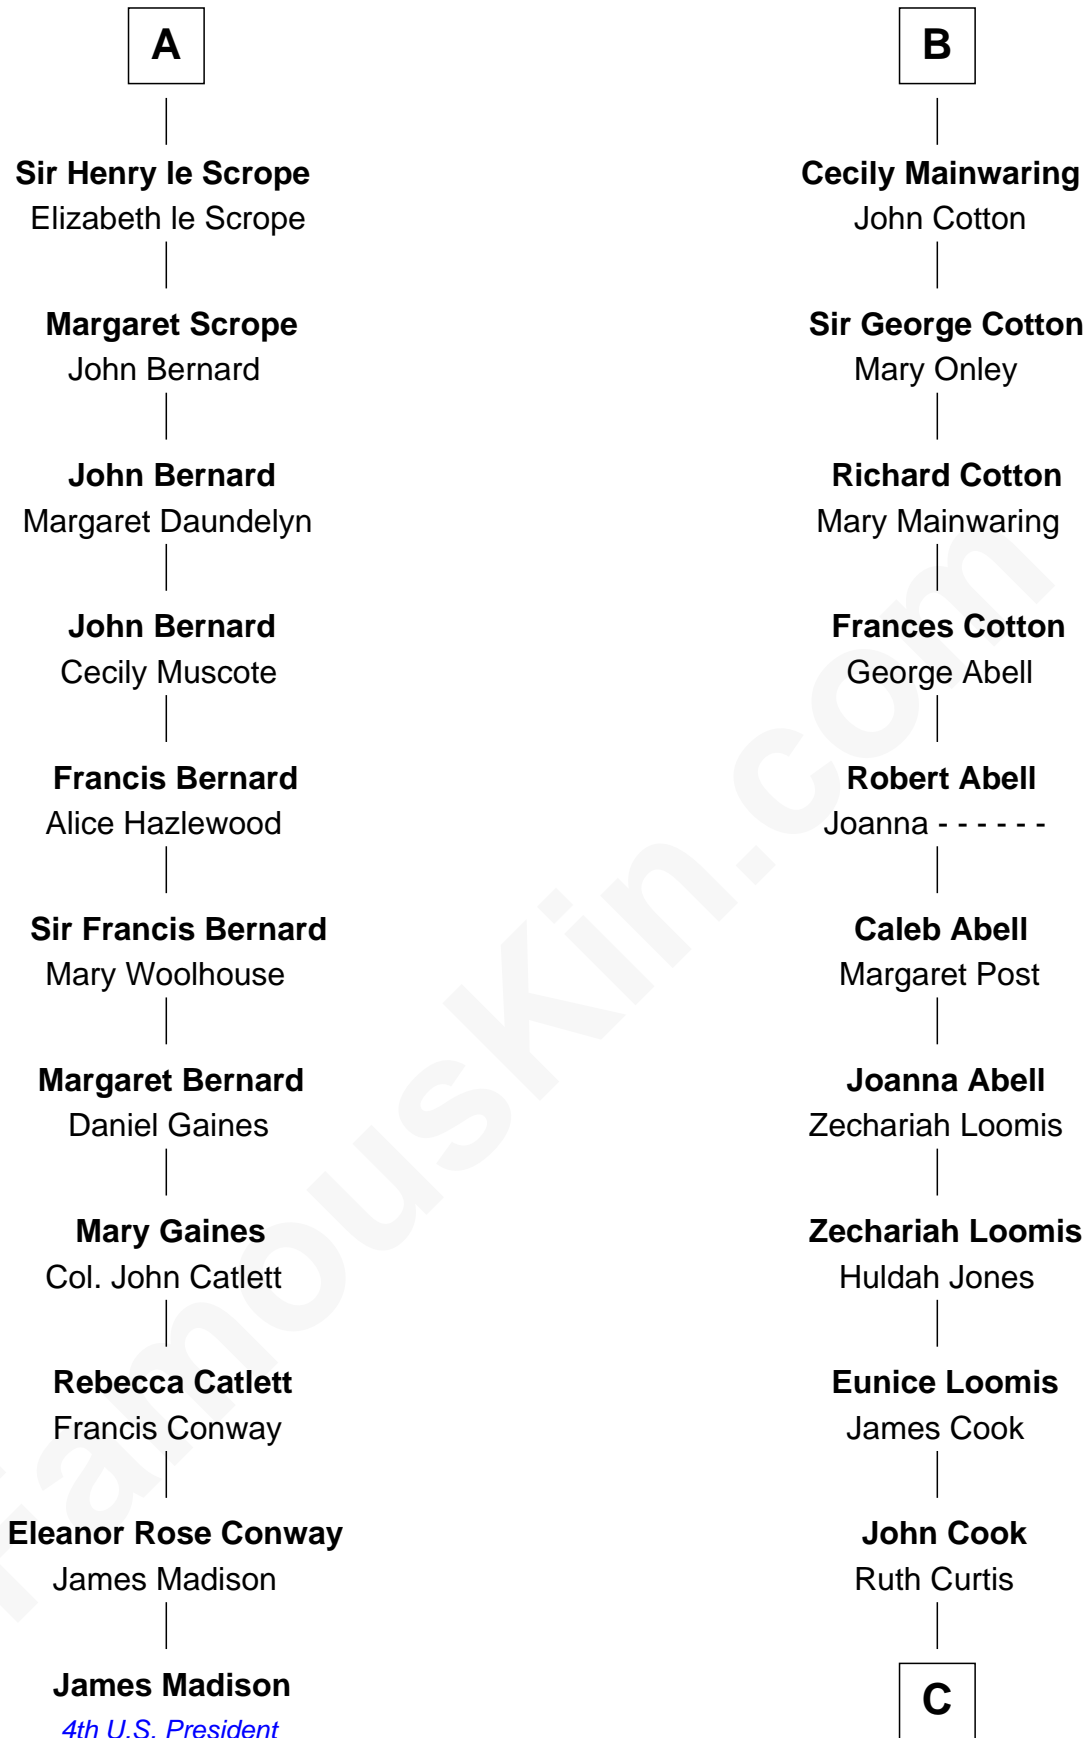 A
Sir Henry le Scrope
Elizabeth le Scrope
Margaret Scrope
John Bernard
John Bernard
Margaret Daundelyn
John Bernard
Cecily Muscote
Francis Bernard
Alice Hazlewood
Sir Francis Bernard
Mary Woolhouse
Margaret Bernard
Daniel Gaines
Mary Gaines
Col. John Catlett
Rebecca Catlett
Francis Conway
Eleanor Rose Conway
James Madison
James Madison
4th U.S. President
B
Cecily Mainwaring
John Cotton
Sir George Cotton
Mary Onley
Richard Cotton
Mary Mainwaring
Frances Cotton
George Abell
Robert Abell
Joanna - - - - - -
Caleb Abell
Margaret Post
Joanna Abell
Zechariah Loomis
Zechariah Loomis
Huldah Jones
Eunice Loomis
James Cook
John Cook
Ruth Curtis
C
FamousKin.com